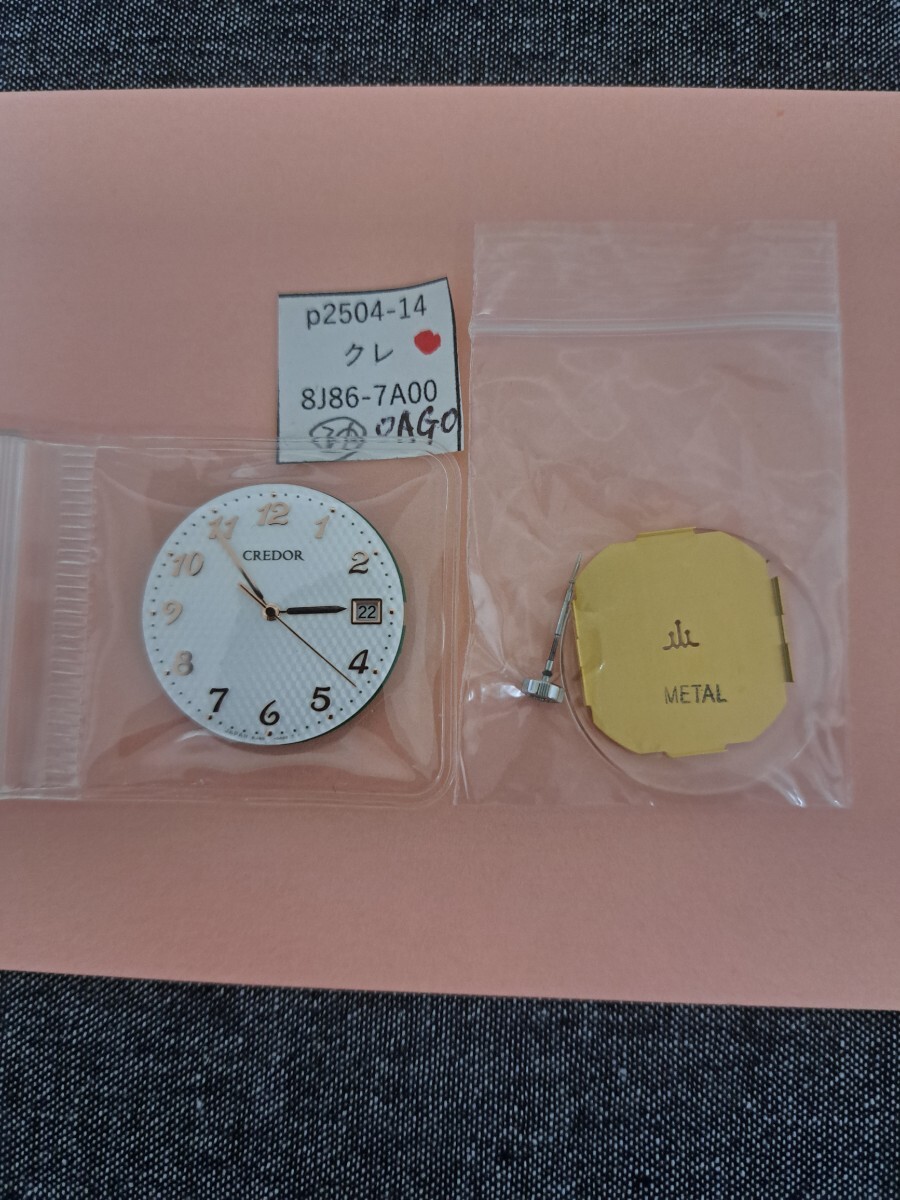 p2504-14
クレ
8J86-7A00
0AGO
12
11
1
CREDOR
10
2
9
22
8
4
7
5
6
METAL